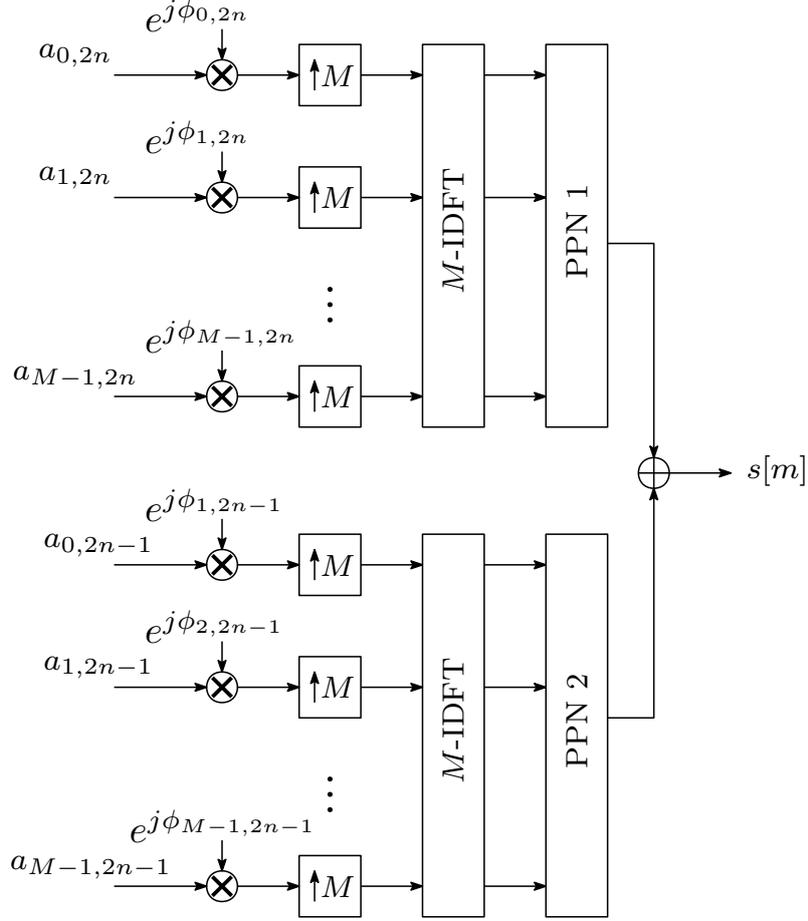 e^{jϕ_{0,2n}}
a_{0,2n}
↑M
e^{jϕ_{1,2n}}
a_{1,2n}
↑M
M-IDFT
PPN 1
⋮
e^{jϕ_{M−1,2n}}
a_{M−1,2n}
↑M
s[m]
e^{jϕ_{1,2n−1}}
a_{0,2n−1}
↑M
e^{jϕ_{2,2n−1}}
a_{1,2n−1}
↑M
M-IDFT
PPN 2
⋮
e^{jϕ_{M−1,2n−1}}
a_{M−1,2n−1}
↑M